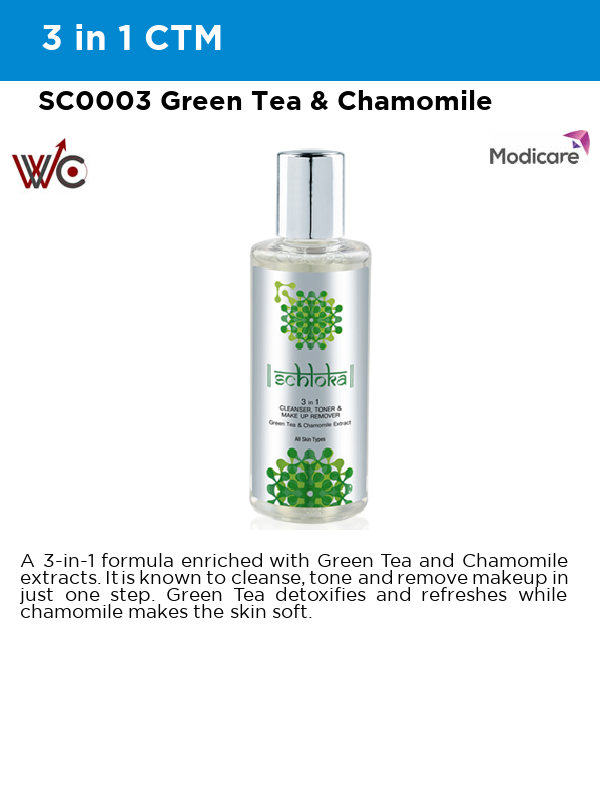 3 in 1 CTM
SC0003 Green Tea & Chamomile
WC
Modicare
schloka
3 in 1
CLEANSER, TONER &
MAKE UP REMOVER
Green Tea & Chamomile Extract
All Skin Types
A 3-in-1 formula enriched with Green Tea and Chamomile
extracts. It is known to cleanse, tone and remove makeup in
just one step. Green Tea detoxifies and refreshes while
chamomile makes the skin soft.